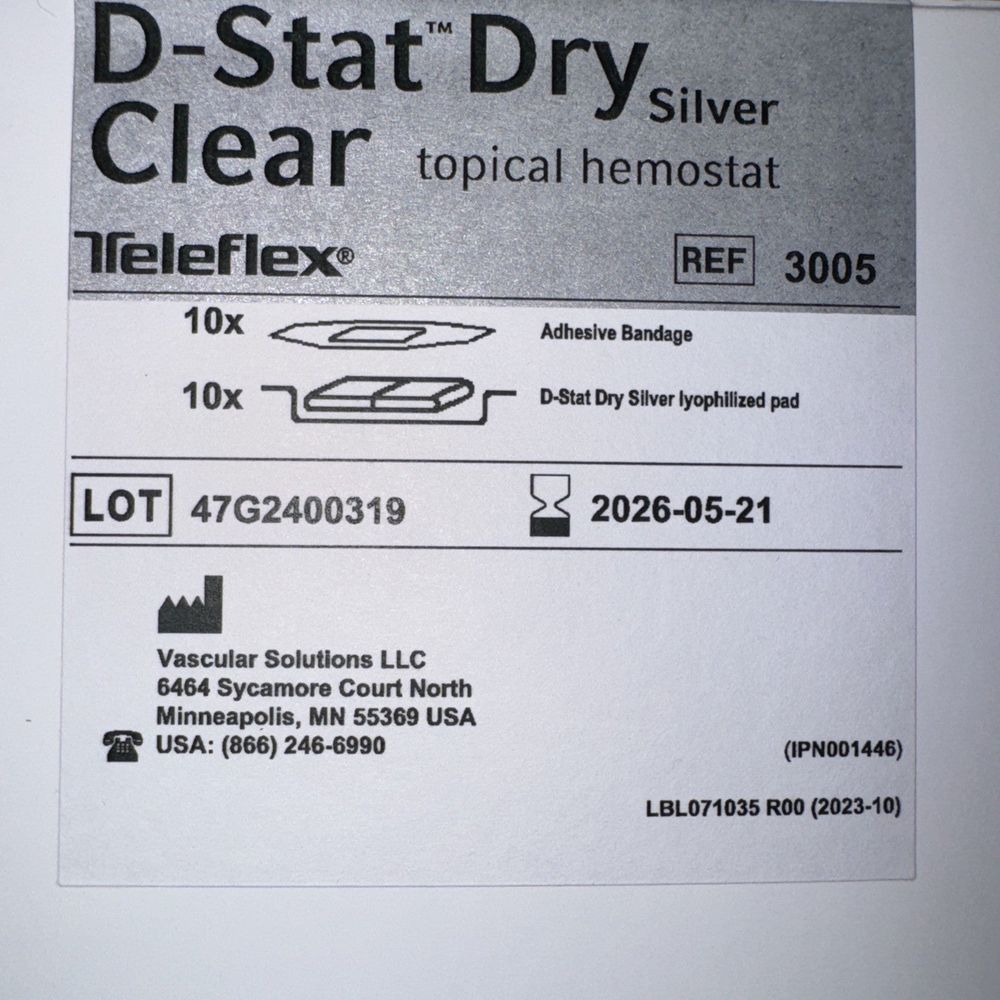 D-Stat™ Dry Silver
Clear topical hemostat
Teleflex® REF 3005
10x Adhesive Bandage
10x D-Stat Dry Silver lyophilized pad
LOT 47G2400319 2026-05-21
Vascular Solutions LLC
6464 Sycamore Court North
Minneapolis, MN 55369 USA
USA: (866) 246-6990 (IPN001446)
LBL071035 R00 (2023-10)